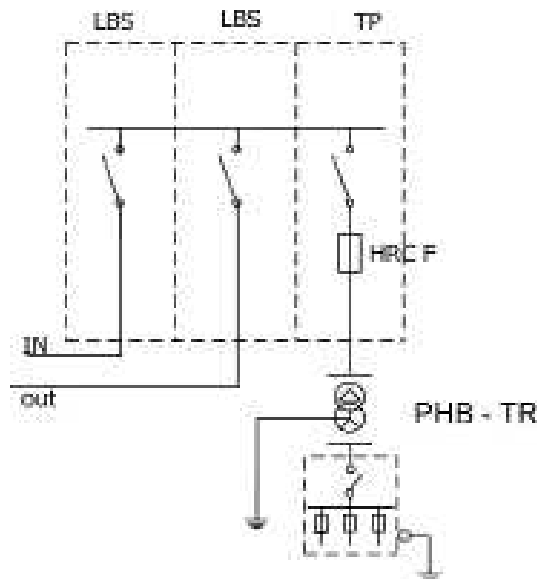 LBS LBS TP
HRC F
IN
out
PHB - TR